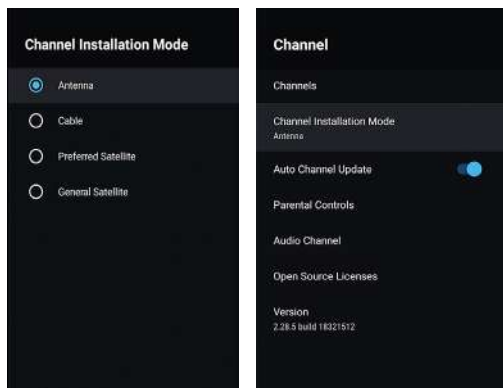 Channel Installation Mode
Antenna
Cable
Preferred Satellite
General Satellite
Channel
Channels
Channel Installation Mode
Antenna
Auto Channel Update
Parental Controls
Audio Channel
Open Source Licenses
Version
2.28.5 build 18321512